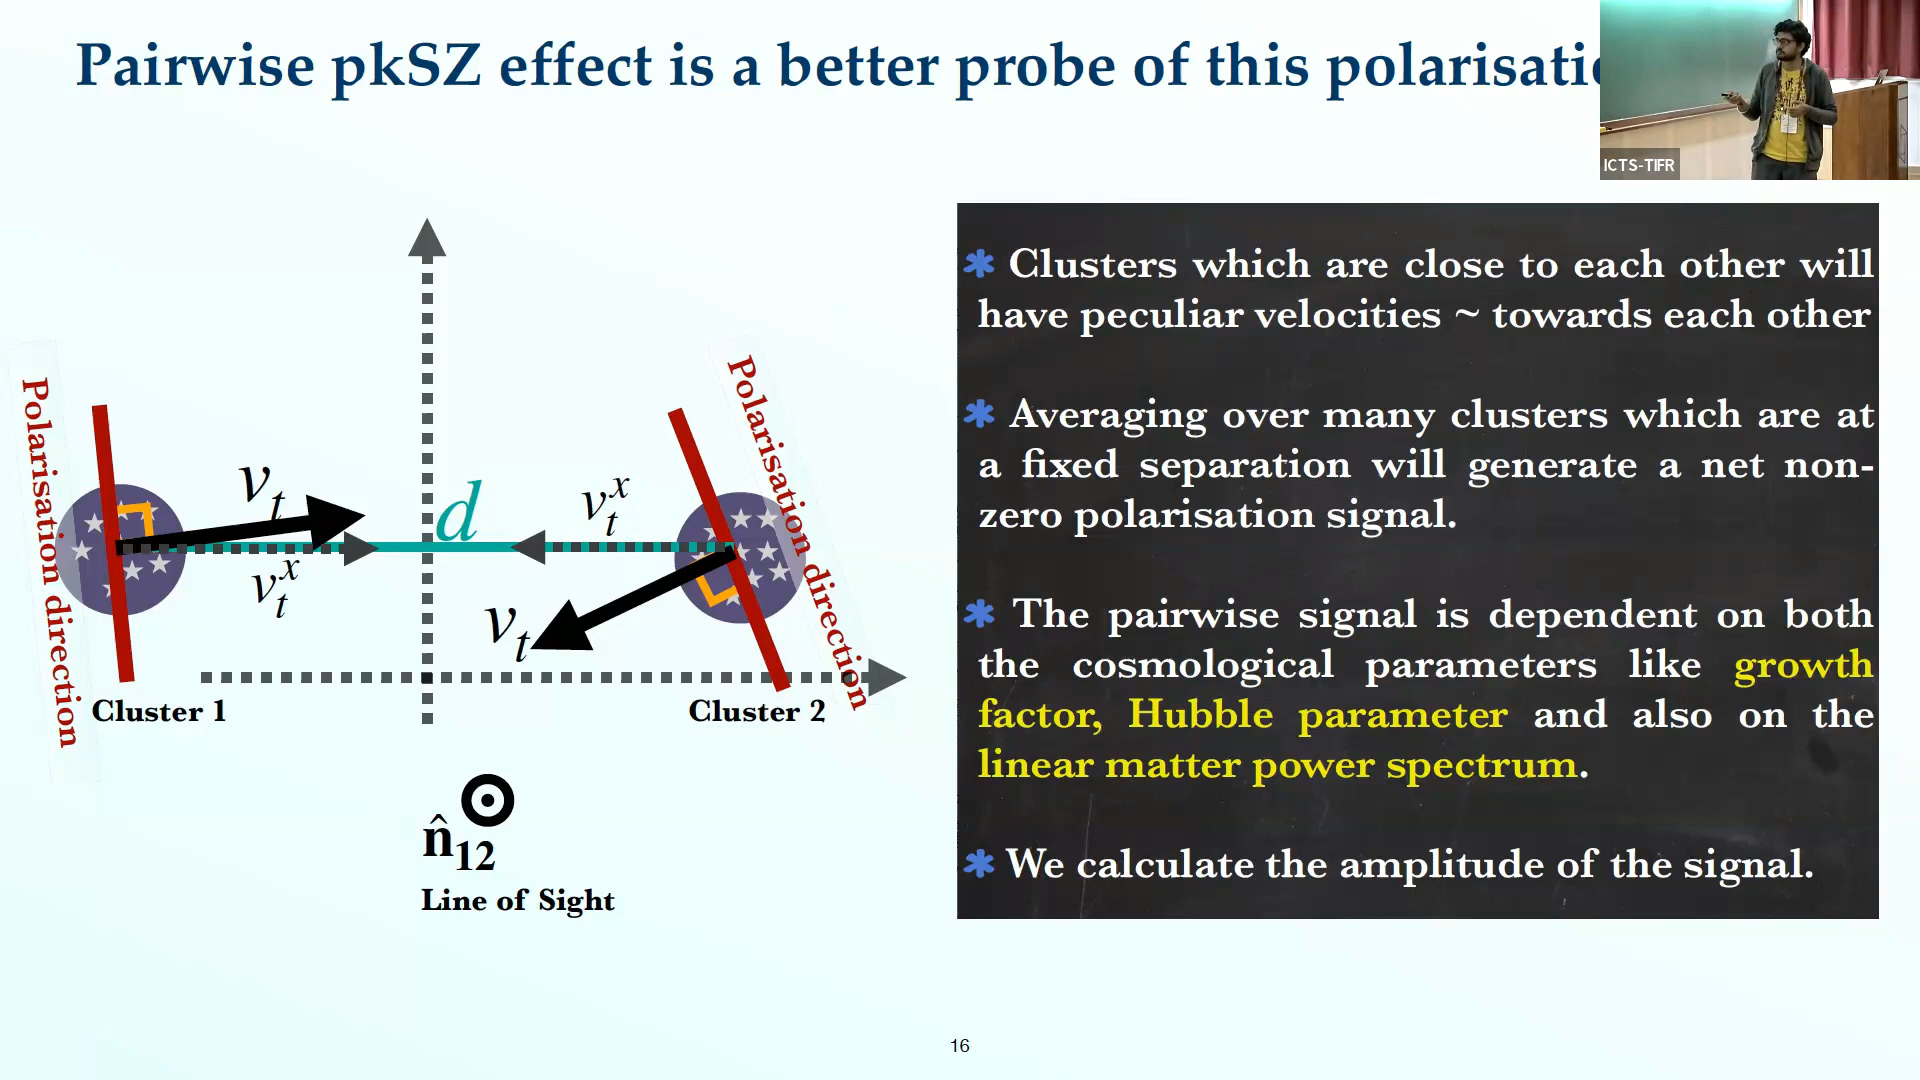 Pairwise pkSZ effect is a better probe of this
ICTS-TIFR
✱ Clusters which are close to each other will
have peculiar velocities ~ towards each other
✱ Averaging over many clusters which are at
a fixed separation will generate a net non-
zero polarisation signal.
✱ The pairwise signal is dependent on both
the cosmological parameters like growth
factor, Hubble parameter and also on the
linear matter power spectrum.
✱ We calculate the amplitude of the signal.
Polarisation direction
v_t
v_t^x
d
v_t^x
v_t
Polarisation direction
Cluster 1
Cluster 2
n̂_12
Line of Sight
16